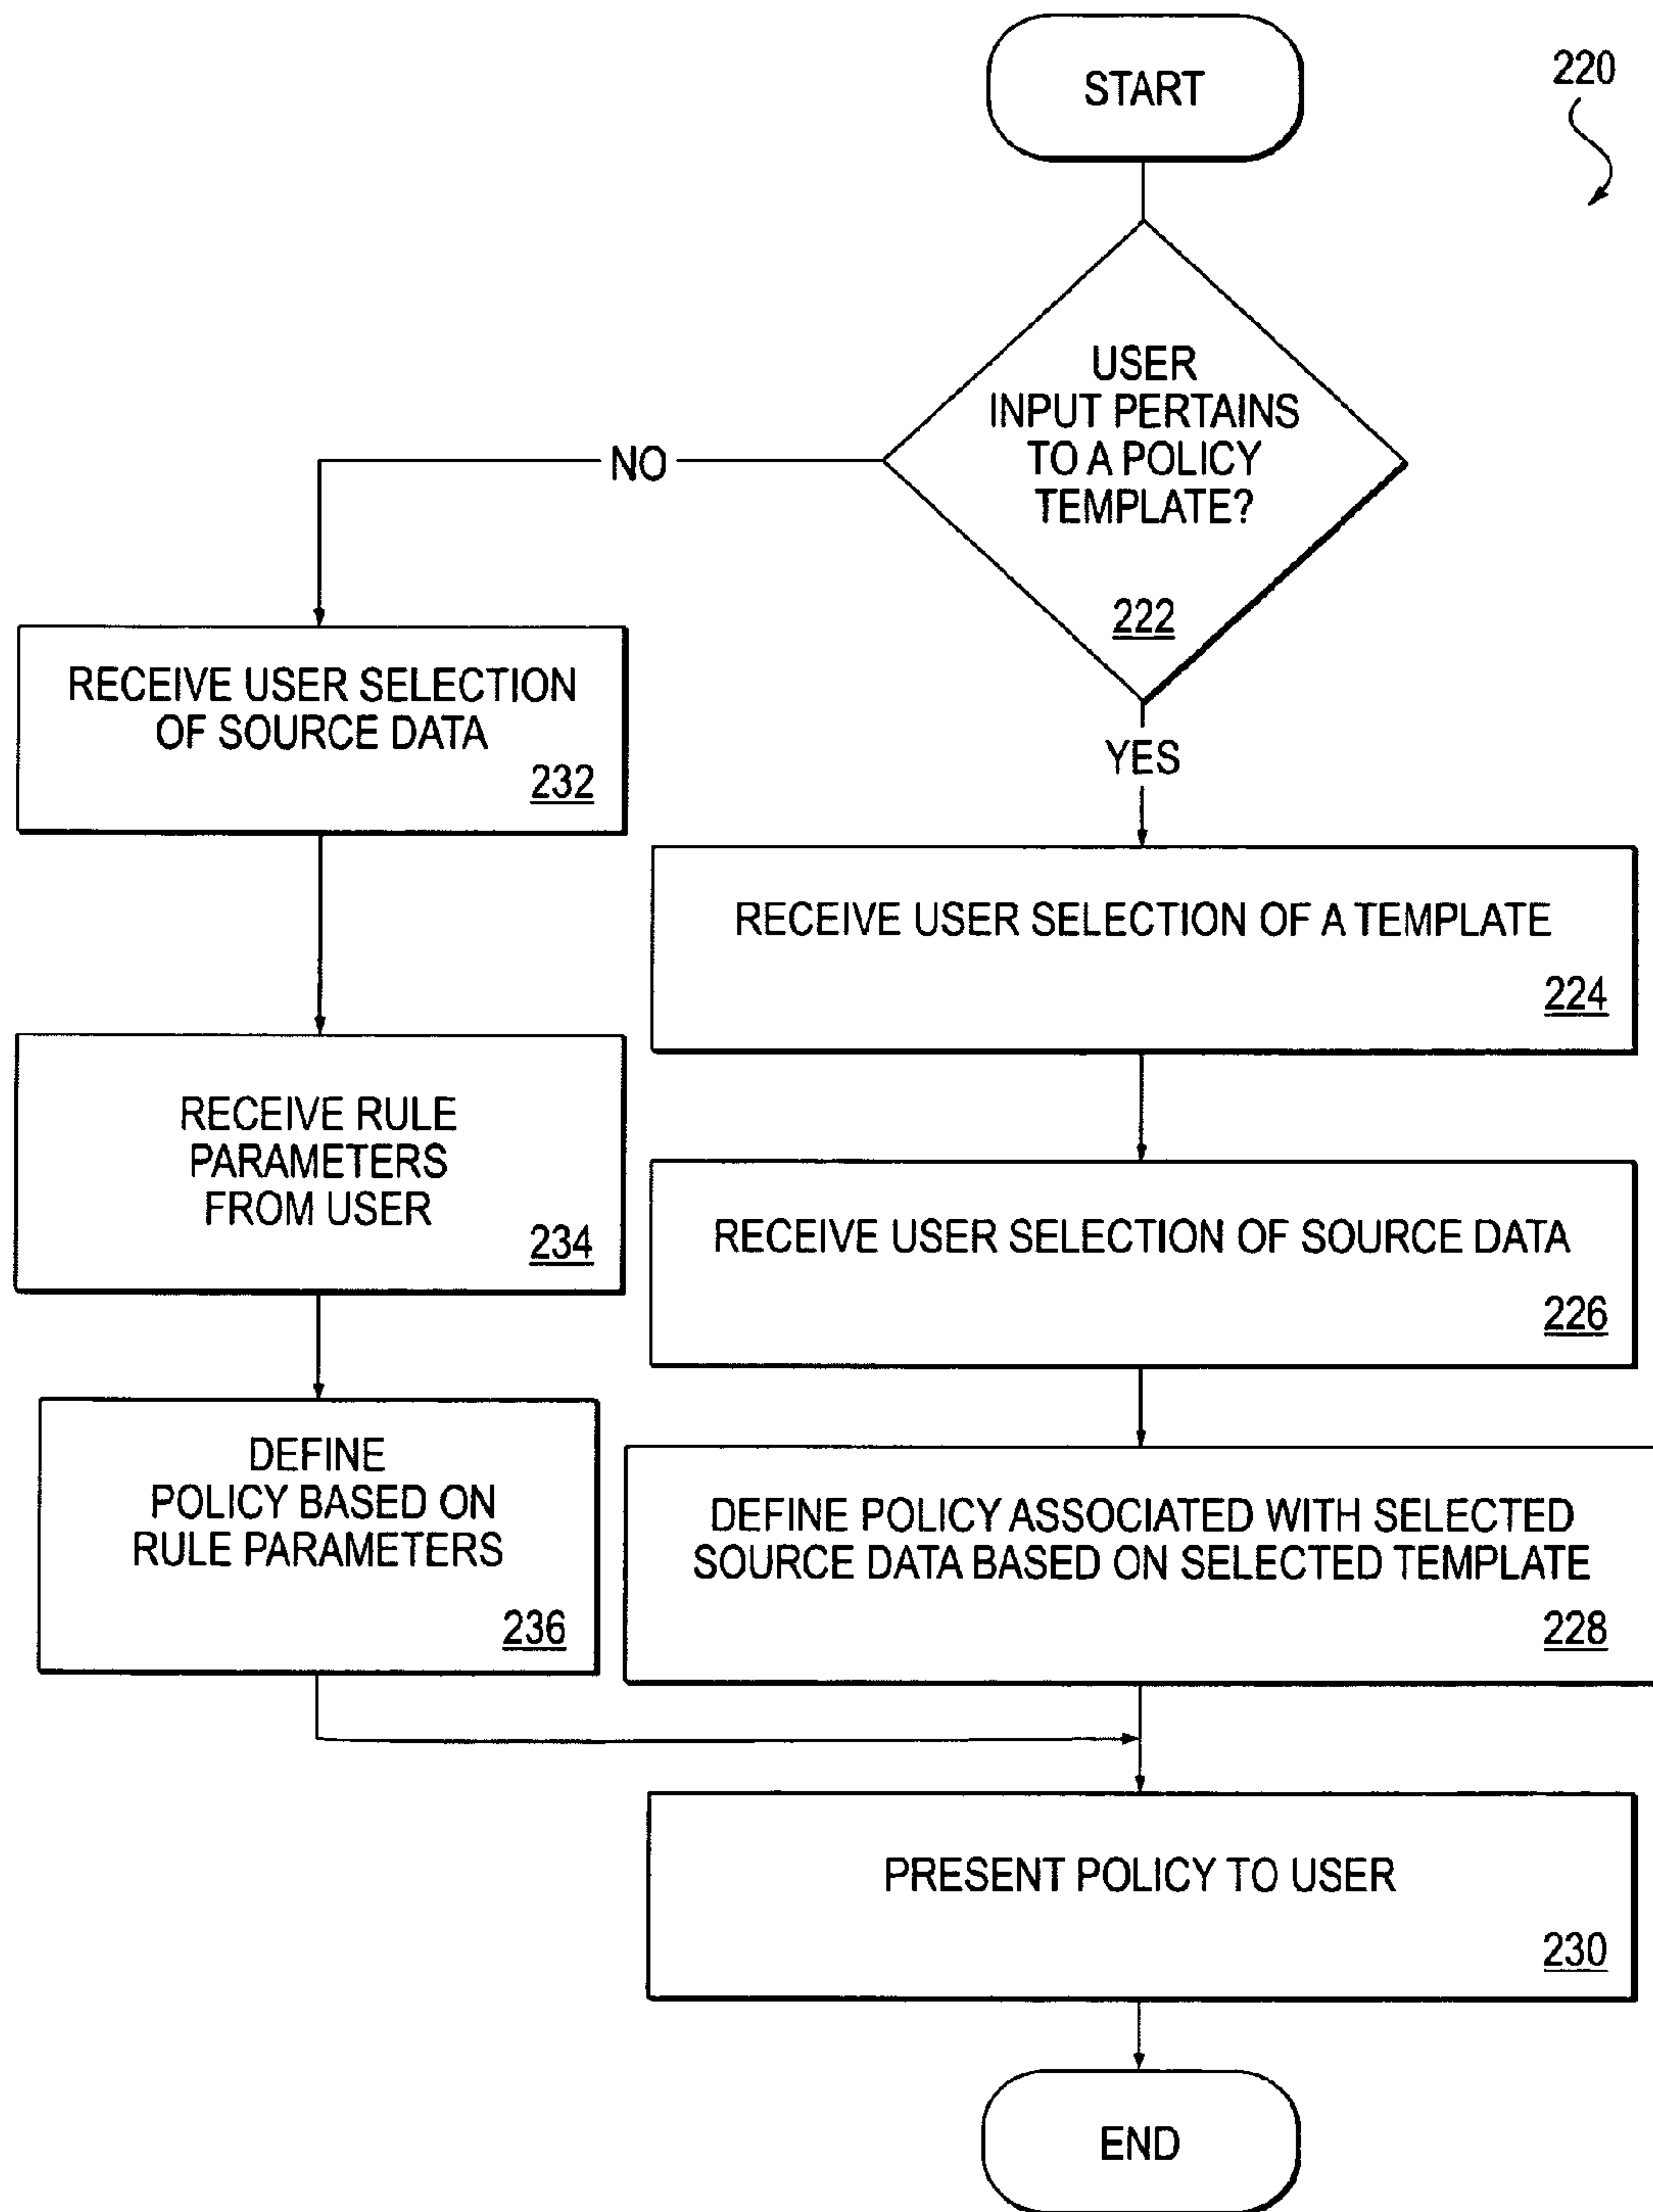 START
220
USER
INPUT PERTAINS
TO A POLICY
TEMPLATE?
222
NO
YES
RECEIVE USER SELECTION
OF SOURCE DATA
232
RECEIVE USER SELECTION OF A TEMPLATE
224
RECEIVE RULE
PARAMETERS
FROM USER
234
RECEIVE USER SELECTION OF SOURCE DATA
226
DEFINE
POLICY BASED ON
RULE PARAMETERS
236
DEFINE POLICY ASSOCIATED WITH SELECTED
SOURCE DATA BASED ON SELECTED TEMPLATE
228
PRESENT POLICY TO USER
230
END